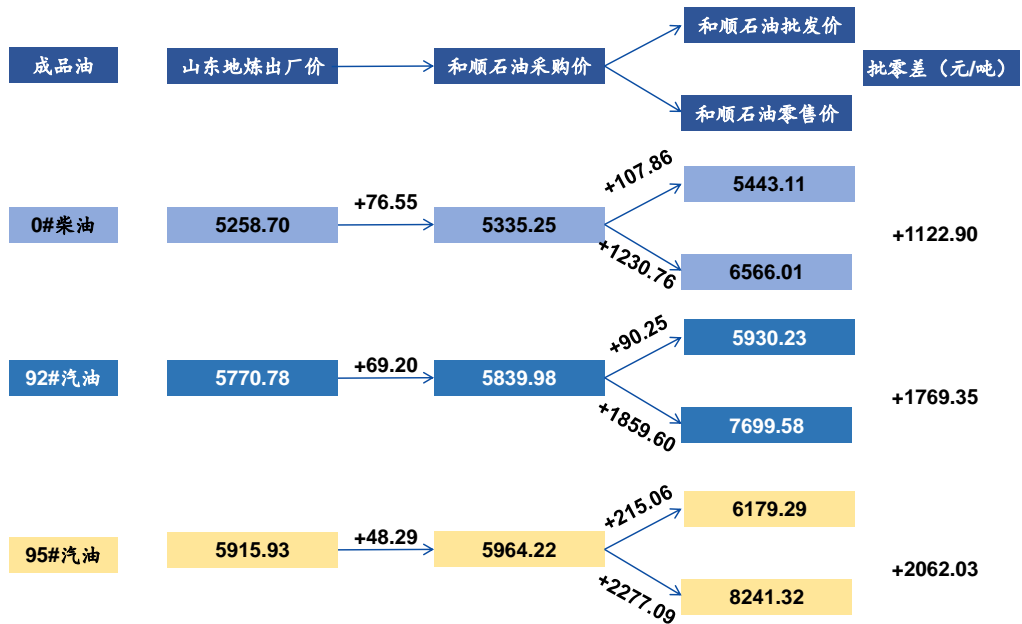 成品油
山东地炼出厂价
和顺石油采购价
和顺石油批发价
和顺石油零售价
批零差（元/吨）
0#柴油
5258.70
+76.55
5335.25
+107.86
5443.11
+1230.76
6566.01
+1122.90
92#汽油
5770.78
+69.20
5839.98
+90.25
5930.23
+1859.60
7699.58
+1769.35
95#汽油
5915.93
+48.29
5964.22
+215.06
6179.29
+2277.09
8241.32
+2062.03